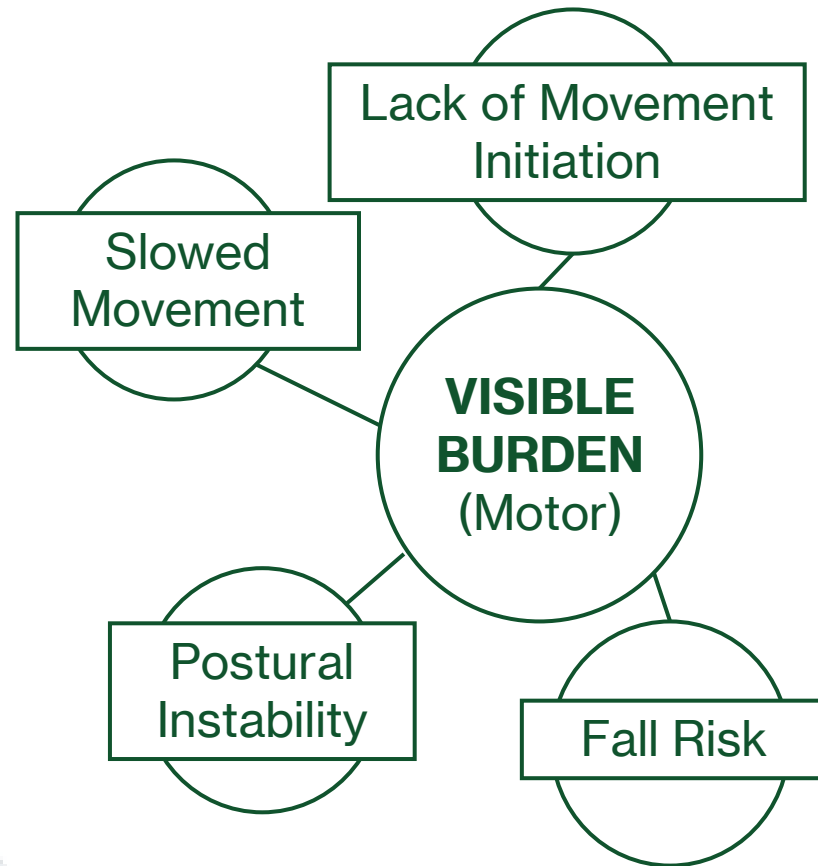 Lack of Movement
Initiation
Slowed
Movement
VISIBLE
BURDEN
(Motor)
Postural
Instability
Fall Risk